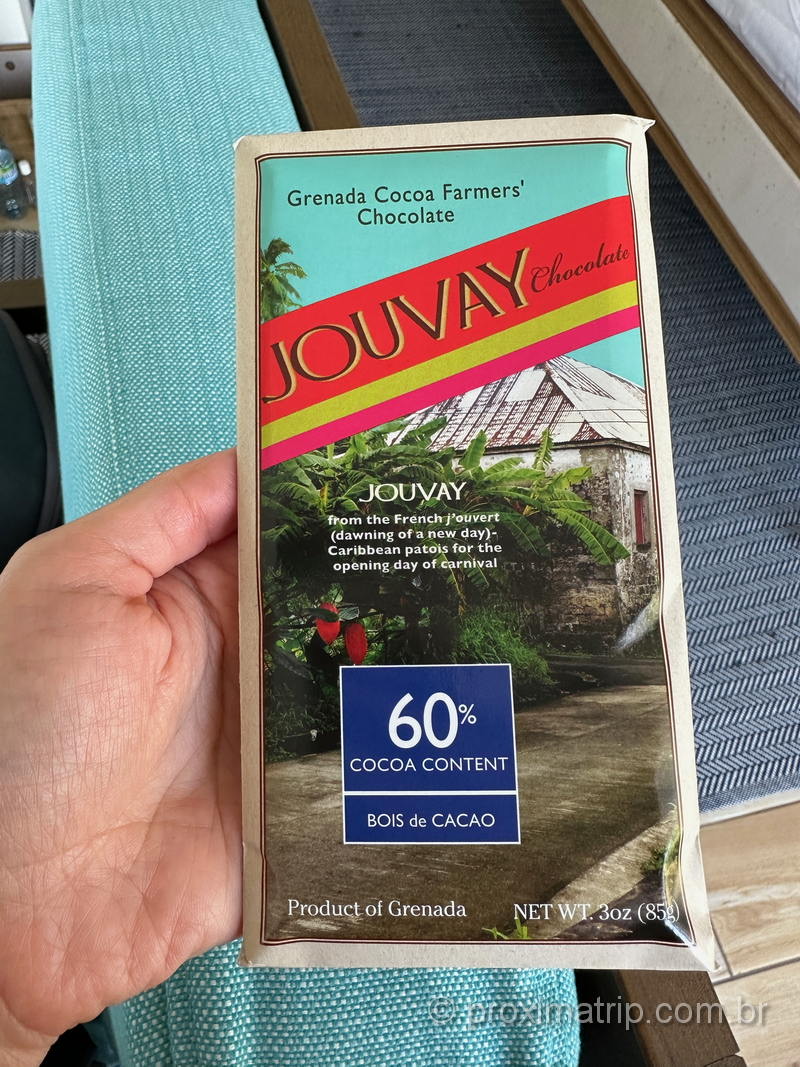 Grenada Cocoa Farmers'
Chocolate
JOUVAY Chocolate
JOUVAY
from the French j'ouvert
(dawning of a new day)-
Caribbean patois for the
opening day of carnival
60%
COCOA CONTENT
BOIS de CACAO
Product of Grenada
NET WT. 3oz (85g)
© proximatrip.com.br